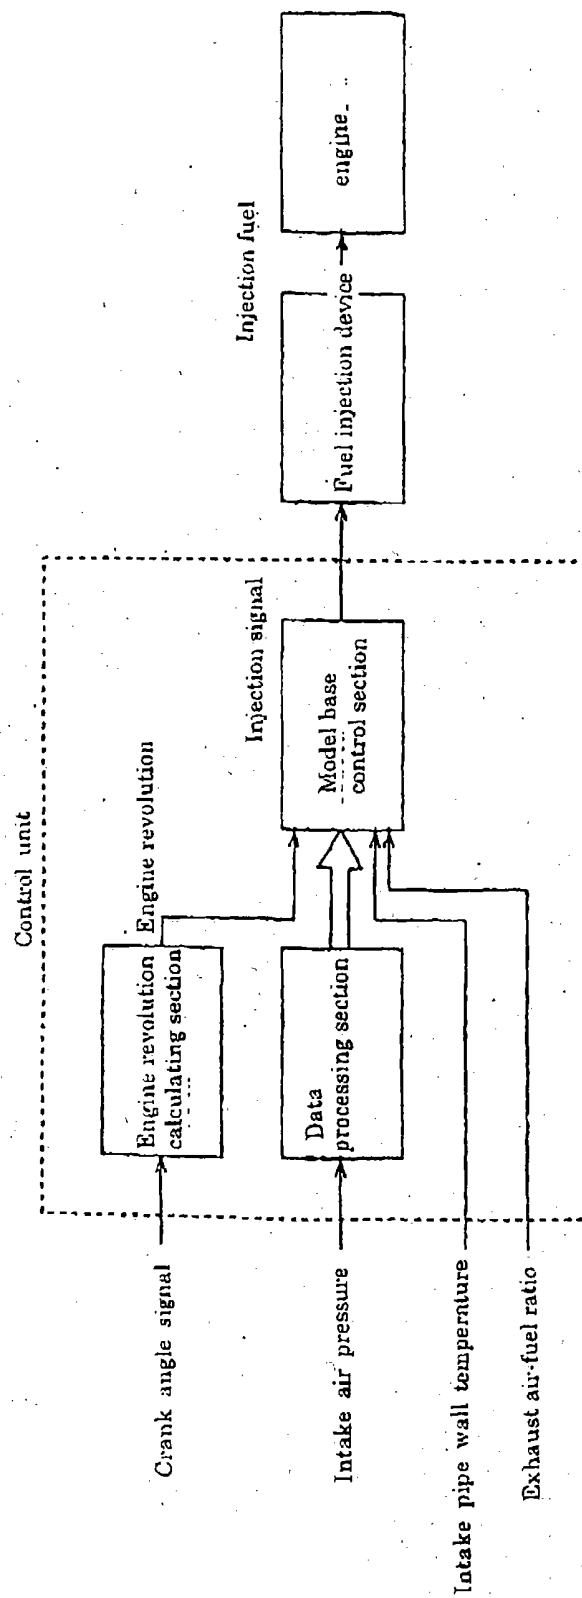 Control unit
Crank angle signal
Engine revolution
calculating section
Engine revolution
Intake air pressure
Data
processing section
Model base
control section
Injection signal
Fuel injection device
Injection fuel
engine
Intake pipe wall temperature
Exhaust air-fuel ratio